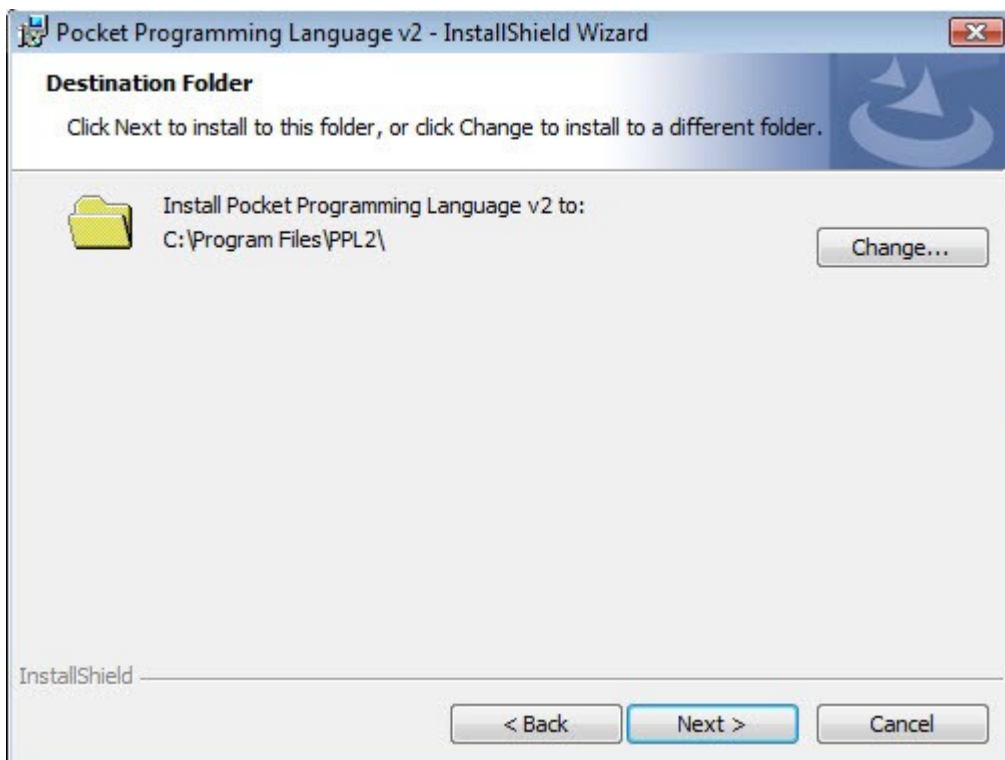 Pocket Programming Language v2 - InstallShield Wizard
Destination Folder
Click Next to install to this folder, or click Change to install to a different folder.
Install Pocket Programming Language v2 to:
C:\Program Files\PPL2\
Change...
InstallShield
< Back
Next >
Cancel